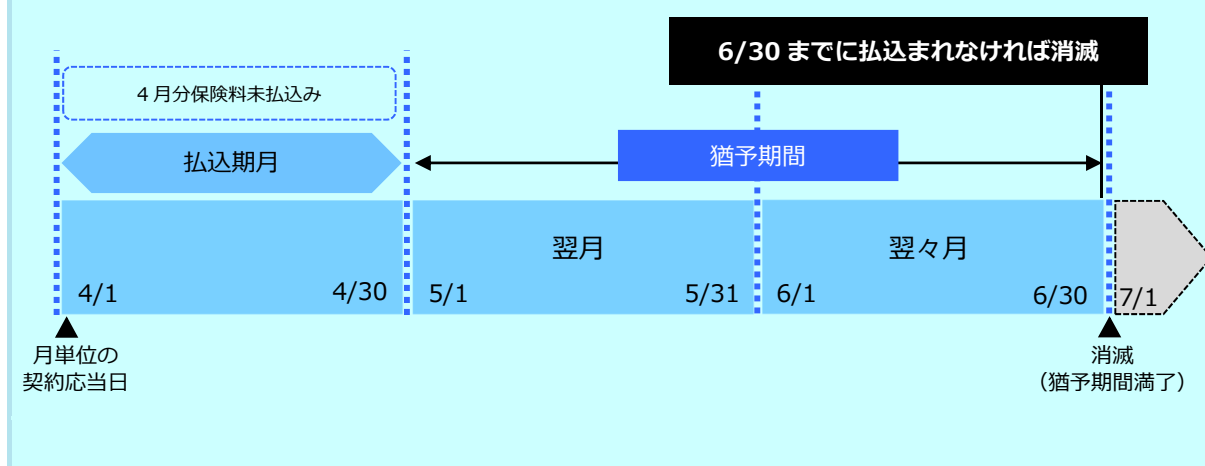 6/30 までに払込まれなければ消滅
4 月分保険料未払込み
払込期月
猶予期間
翌月
翌々月
4/1
4/30
5/1
5/31
6/1
6/30
7/1
月単位の
契約応当日
消滅
（猶予期間満了）